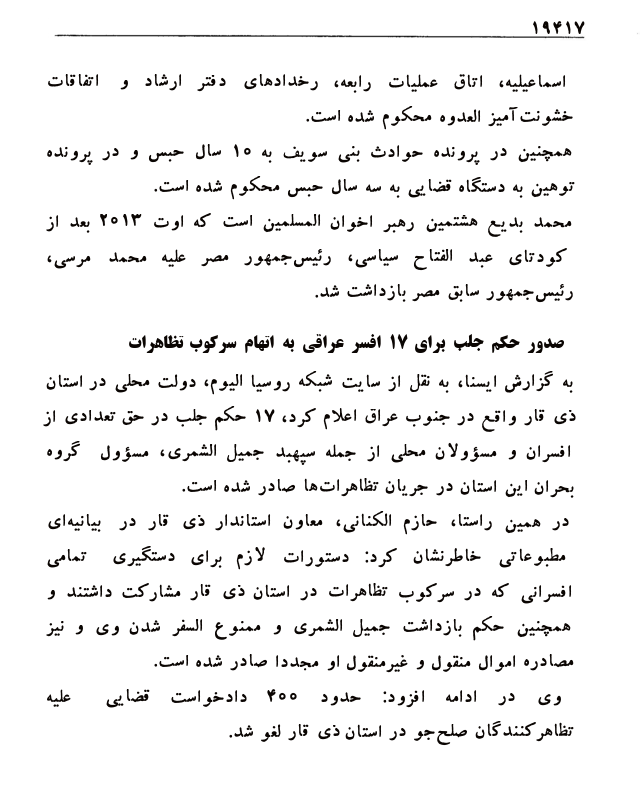 ۱۹۴۱۷
اسماعیلیه، اتاق عملیات رابعه، رخدادهای دفتر ارشاد و اتفاقات
خشونت‌آمیز العدوه محکوم شده است.
همچنین در پرونده حوادث بنی سویف به ۱۰ سال حبس و در پرونده
توهین به دستگاه قضایی به سه سال حبس محکوم شده است.
محمد بدیع هشتمین رهبر اخوان المسلمین است که اوت ۲۰۱۳ بعد از
کودتای عبد الفتاح سیاسی، رئیس‌جمهور مصر علیه محمد مرسی،
رئیس‌جمهور سابق مصر بازداشت شد.
صدور حکم جلب برای ۱۷ افسر عراقی به اتهام سرکوب تظاهرات
به گزارش ایسنا، به نقل از سایت شبکه روسیا الیوم، دولت محلی در استان
ذی قار واقع در جنوب عراق اعلام کرد، ۱۷ حکم جلب در حق تعدادی از
افسران و مسؤولان محلی از جمله سپهبد جمیل الشمری، مسؤول گروه
بحران این استان در جریان تظاهرات‌ها صادر شده است.
در همین راستا، حازم الکنانی، معاون استاندار ذی قار در بیانیه‌ای
مطبوعاتی خاطرنشان کرد: دستورات لازم برای دستگیری تمامی
افسرانی که در سرکوب تظاهرات در استان ذی قار مشارکت داشتند و
همچنین حکم بازداشت جمیل الشمری و ممنوع السفر شدن وی و نیز
مصادره اموال منقول و غیرمنقول او مجددا صادر شده است.
وی در ادامه افزود: حدود ۴۰۰ دادخواست قضایی علیه
تظاهرکنندگان صلح‌جو در استان ذی قار لغو شد.